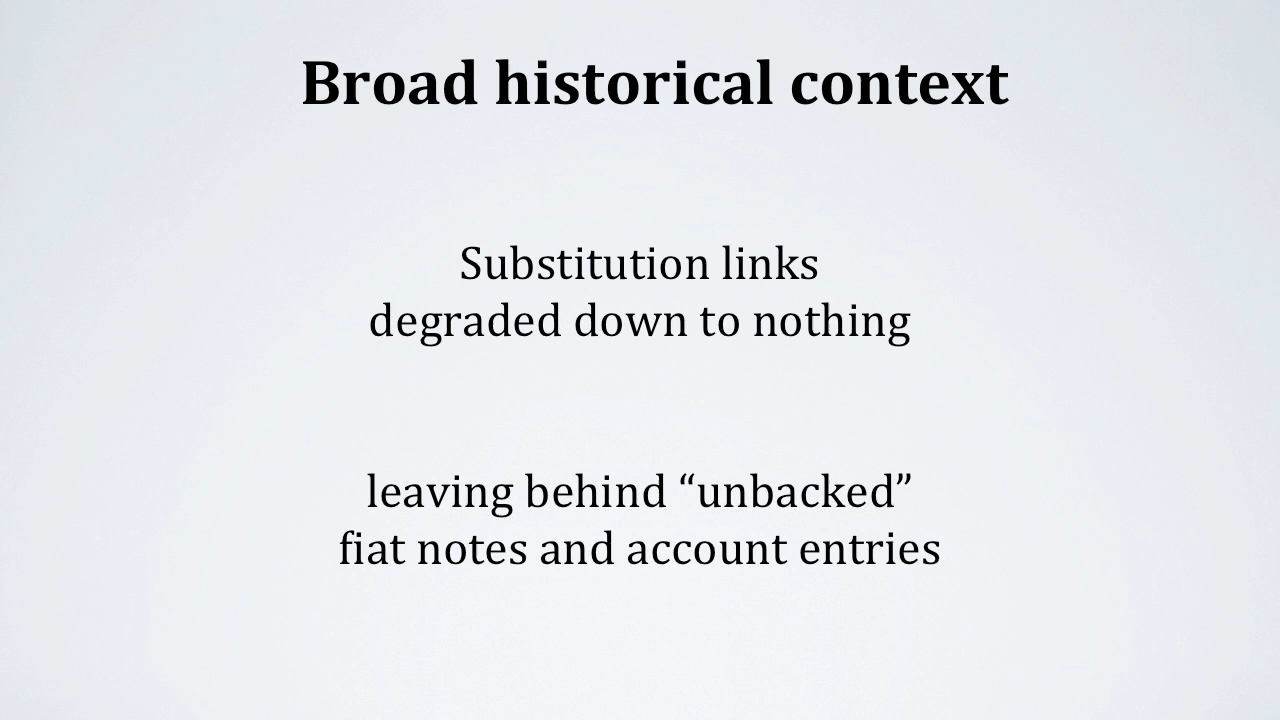 Broad historical context
Substitution links
degraded down to nothing
leaving behind “unbacked”
fiat notes and account entries